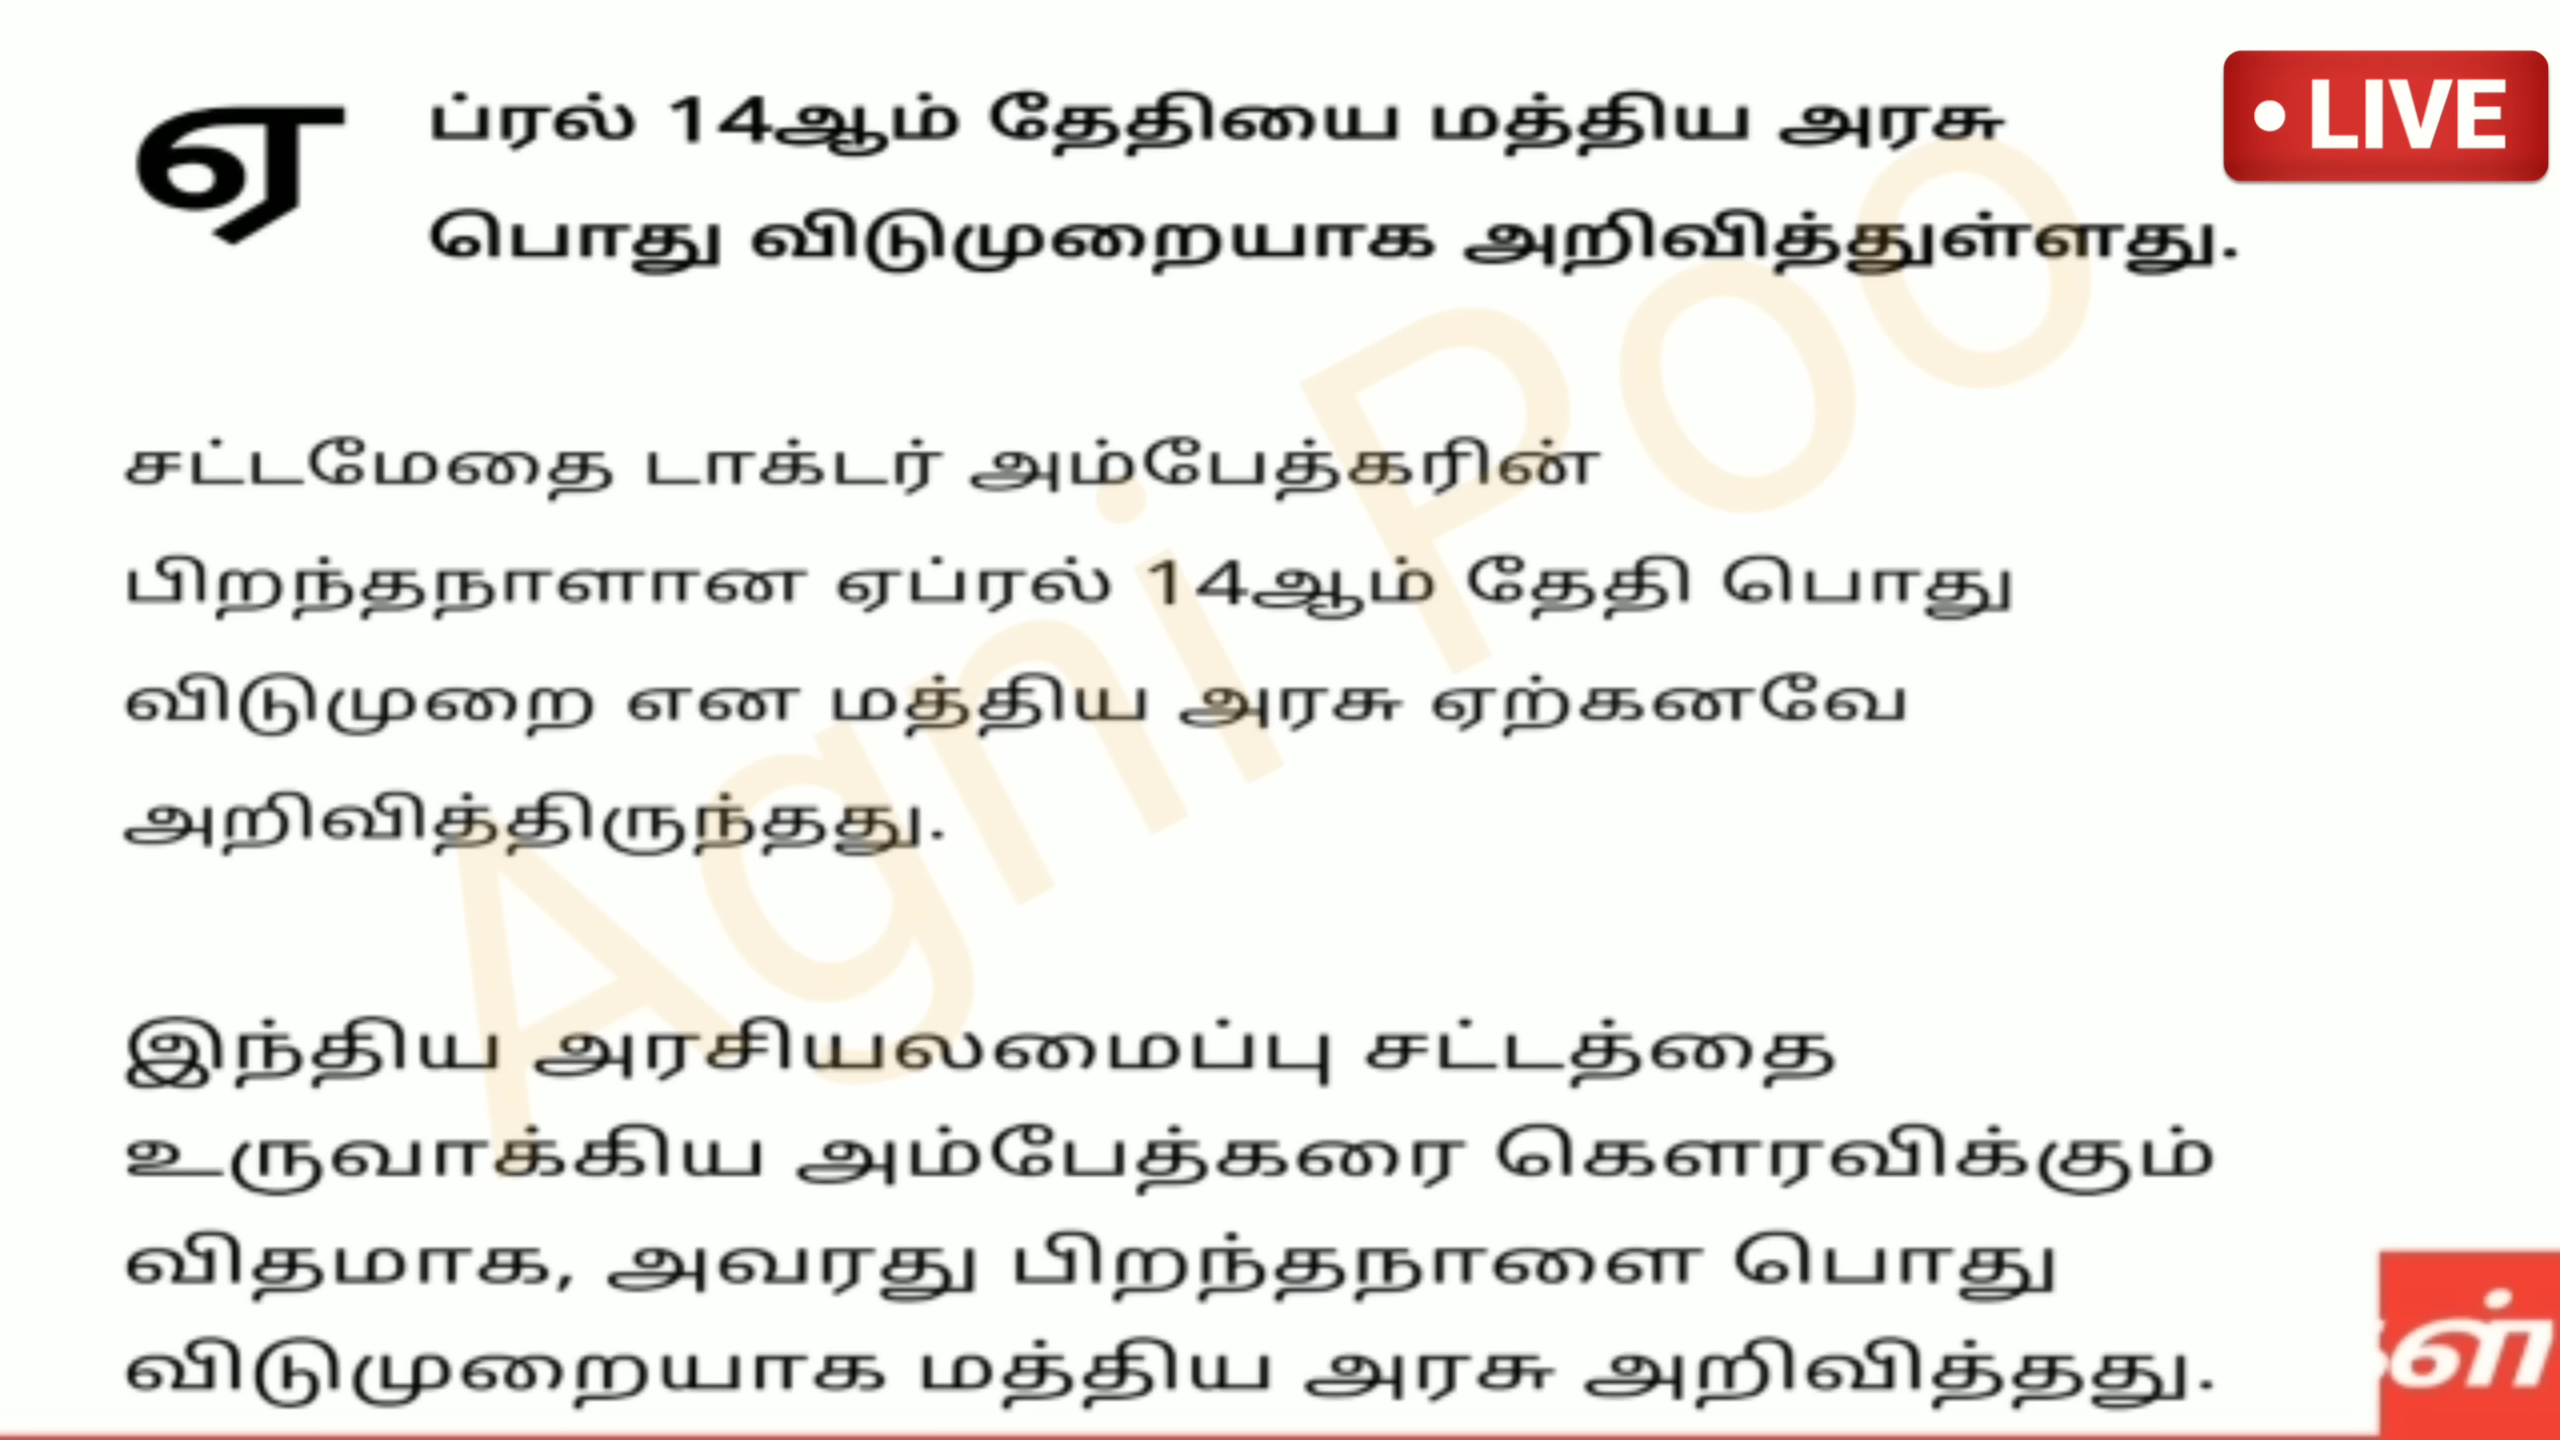 ஏப்ரல் 14ஆம் தேதியை மத்திய அரசு
பொது விடுமுறையாக அறிவித்துள்ளது.
சட்டமேதை டாக்டர் அம்பேத்கரின்
பிறந்தநாளான ஏப்ரல் 14ஆம் தேதி பொது
விடுமுறை என மத்திய அரசு ஏற்கனவே
அறிவித்திருந்தது.
இந்திய அரசியலமைப்பு சட்டத்தை
உருவாக்கிய அம்பேத்கரை கௌரவிக்கும்
விதமாக, அவரது பிறந்தநாளை பொது
விடுமுறையாக மத்திய அரசு அறிவித்தது.
• LIVE
Agni Poo